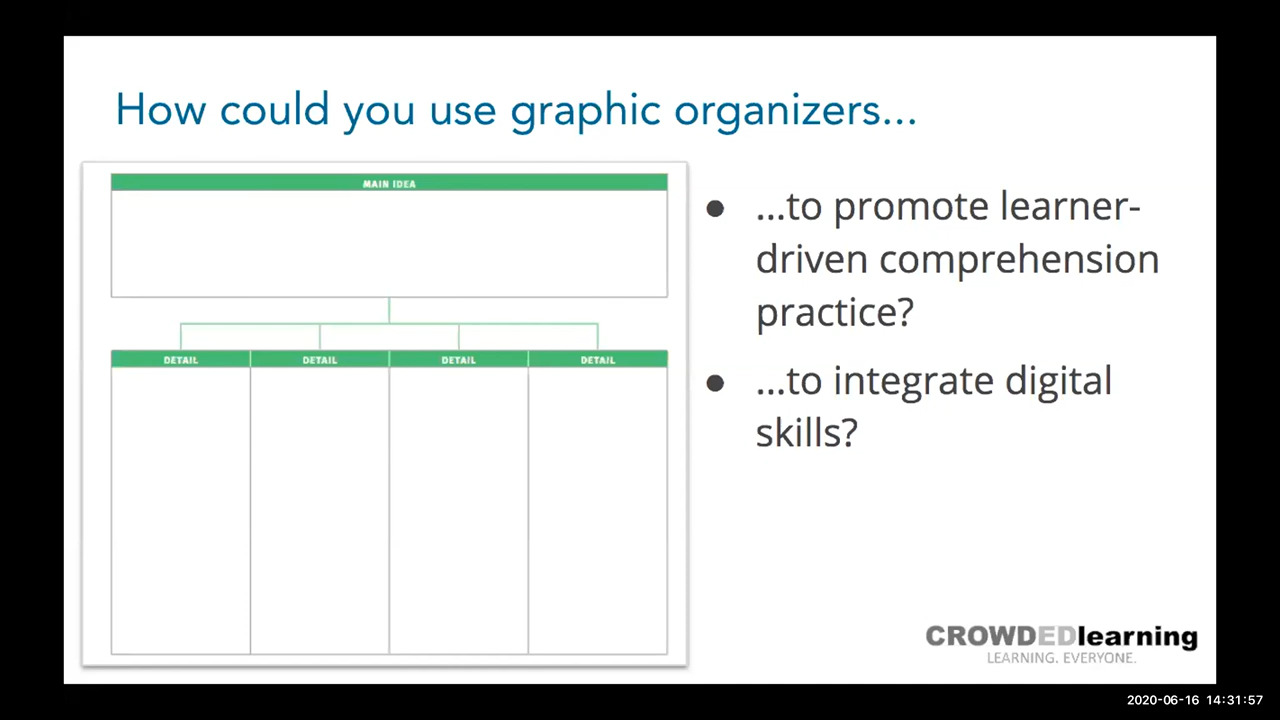 How could you use graphic organizers...
MAIN IDEA
DETAIL DETAIL DETAIL DETAIL
● ...to promote learner-
driven comprehension
practice?
● ...to integrate digital
skills?
CROWDEDlearning
LEARNING. EVERYONE.
2020-06-16 14:31:57